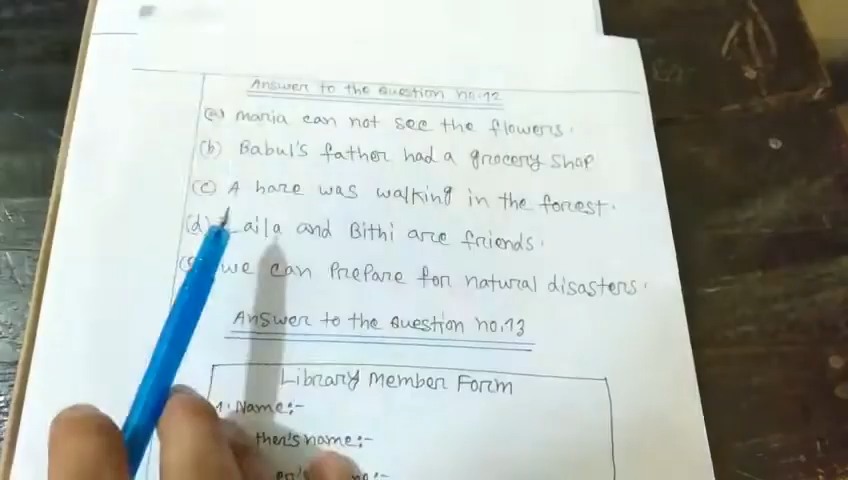 Answer to the Question no.12
(a) Maria can not see the flowers.
(b) Babul's father had a grocery shop
(c) A hare was walking in the forest.
(d) Laila and Bithi are friends.
we can Prepare for natural disasters.
Answer to the Question no.13
Library Member Form
1. Name:-
ther's name:-